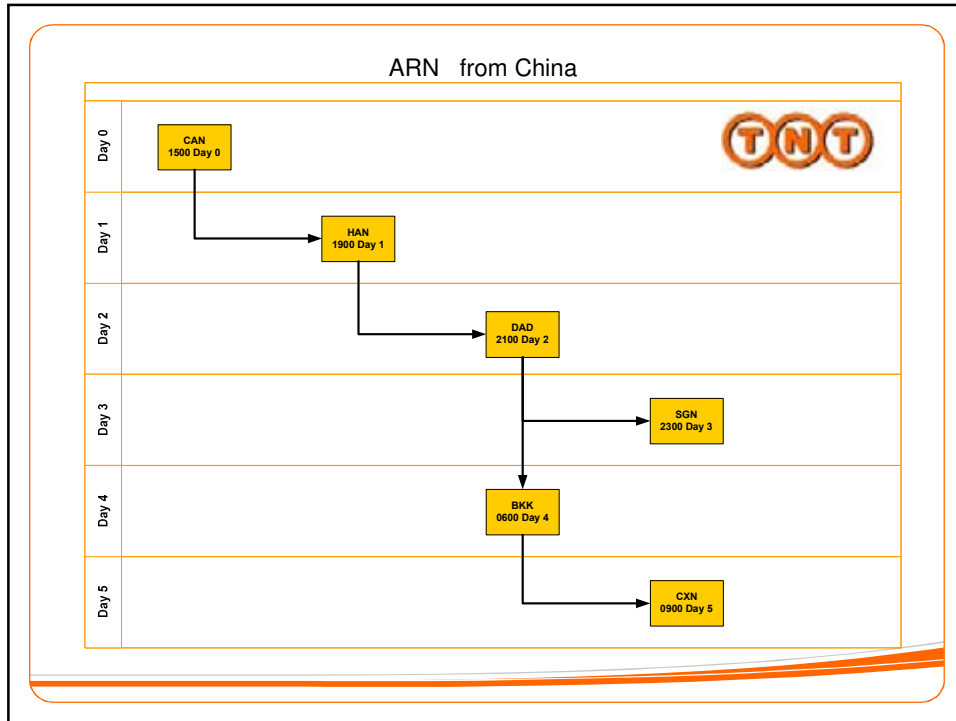 ARN from China
Day 0
CAN
1500 Day 0
TNT
Day 1
HAN
1900 Day 1
Day 2
DAD
2100 Day 2
Day 3
SGN
2300 Day 3
Day 4
BKK
0600 Day 4
Day 5
CXN
0900 Day 5